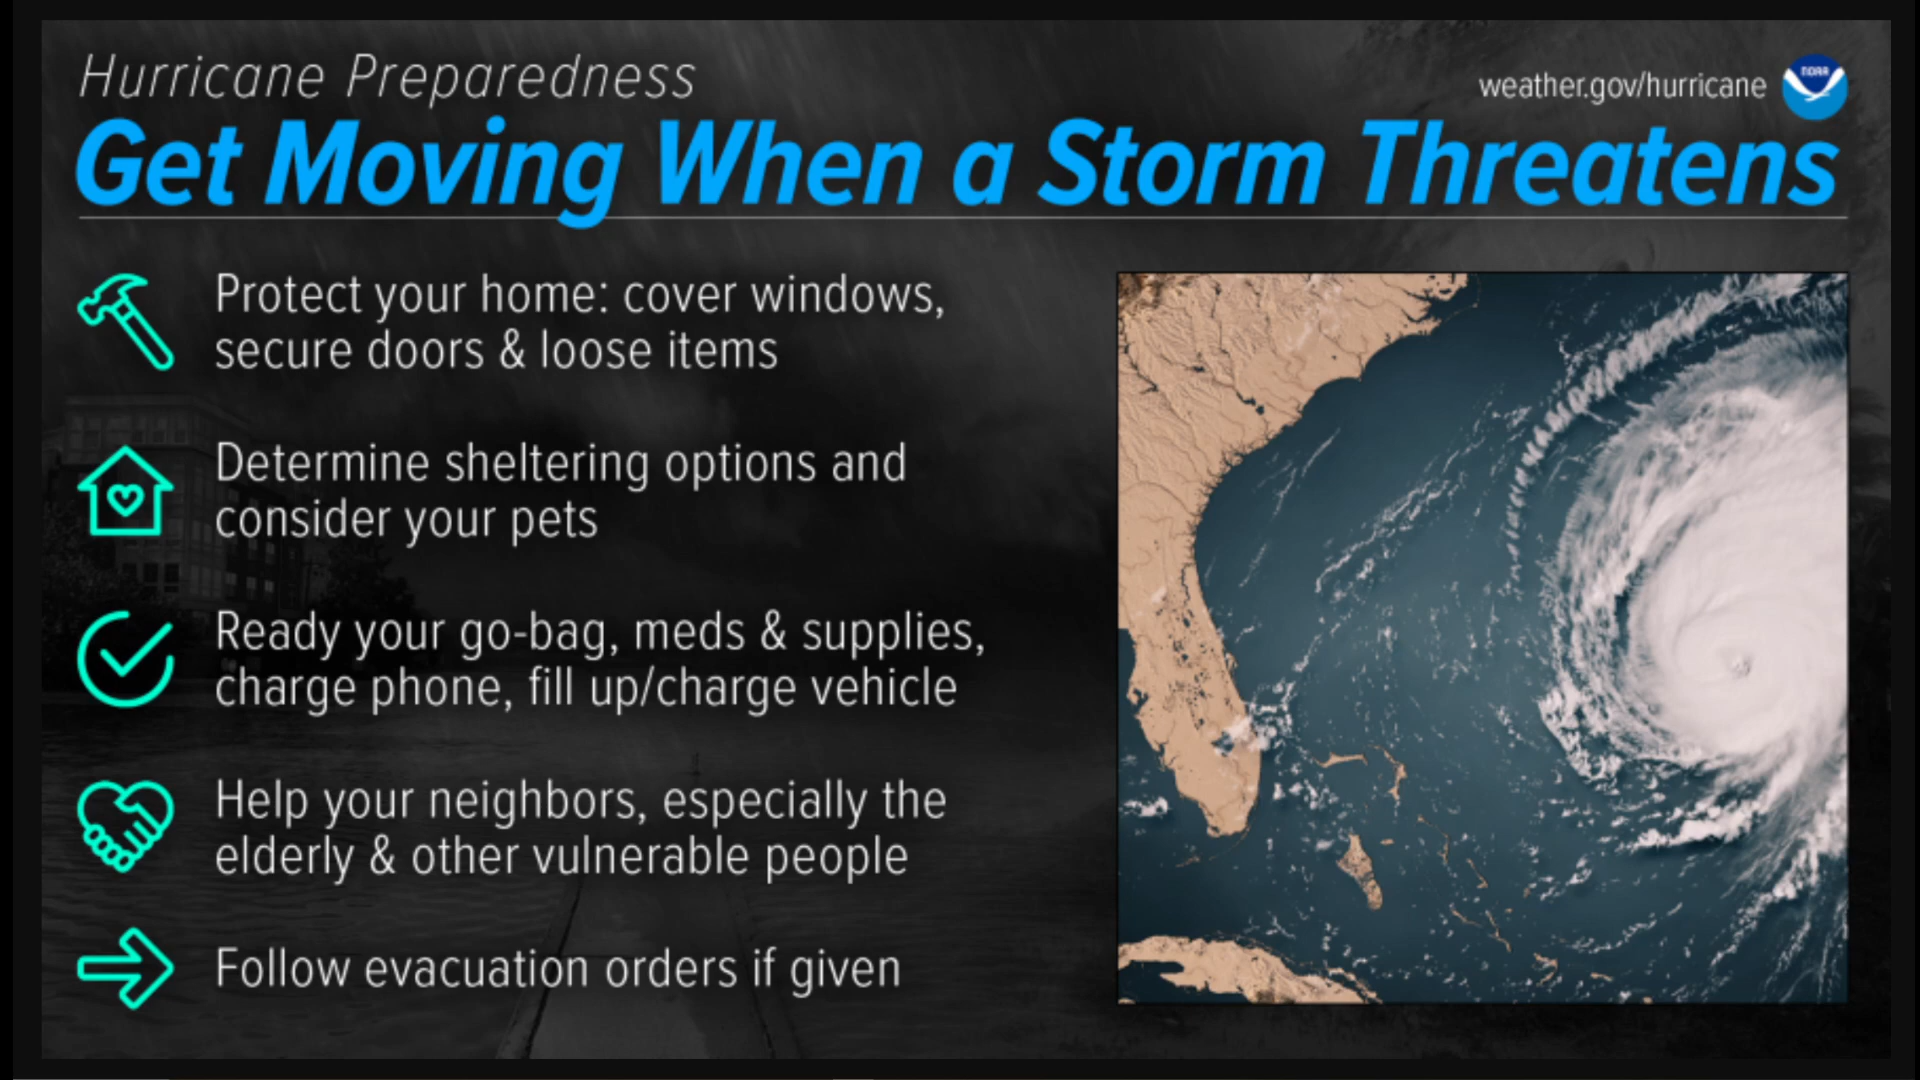 Hurricane Preparedness
weather.gov/hurricane
NOAA
Get Moving When a Storm Threatens
Protect your home: cover windows,
secure doors & loose items
Determine sheltering options and
consider your pets
Ready your go-bag, meds & supplies,
charge phone, fill up/charge vehicle
Help your neighbors, especially the
elderly & other vulnerable people
Follow evacuation orders if given